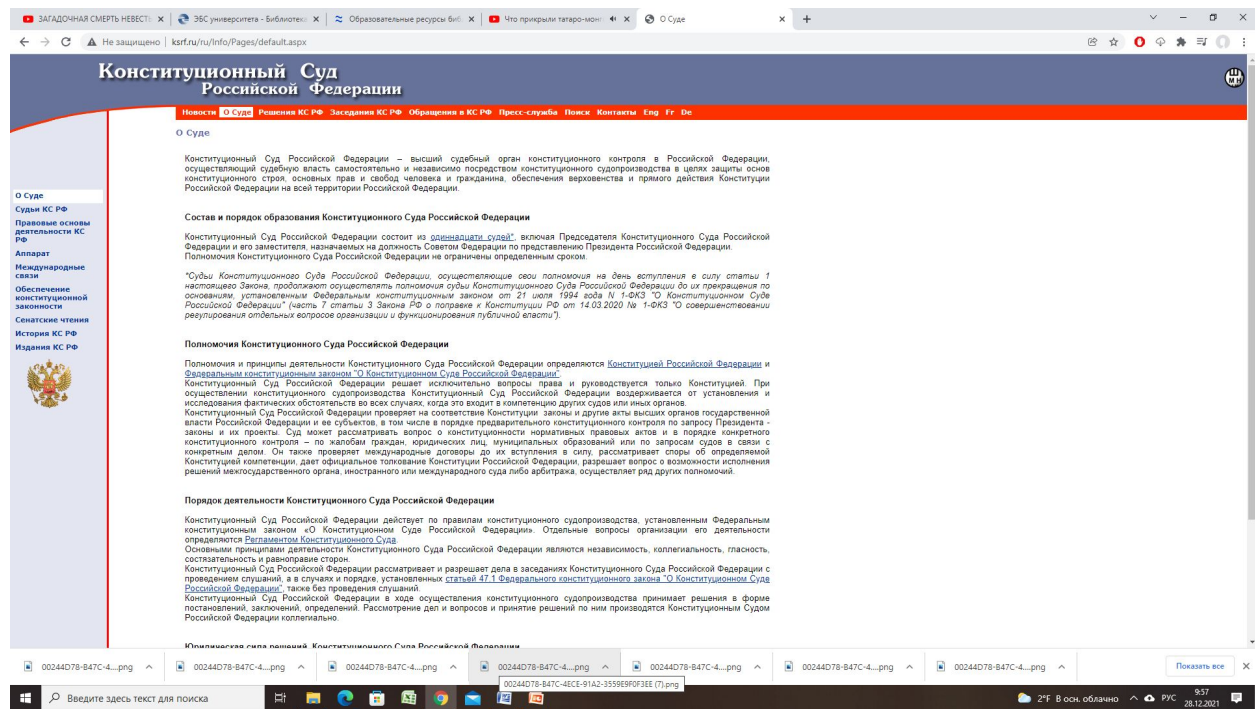 ЗАГАДОЧНАЯ СМЕРТЬ НЕВЕСТЬ
ЭБС университета - Библиотека
Образовательные ресурсы биб
Что прикрыли татаро-монг
О Суде
Не защищено | ksrf.ru/ru/Info/Pages/default.aspx
Конституционный Суд
Российской Федерации
Новости О Суде Решения КС РФ Заседания КС РФ Обращения в КС РФ Пресс-служба Поиск Контакты Eng Fr De
О Суде
Судьи КС РФ
Правовые основы
деятельности КС
РФ
Аппарат
Международные
связи
Обеспечение
конституционной
законности
Сенатские чтения
История КС РФ
Издания КС РФ
О Суде
Конституционный Суд Российской Федерации – высший судебный орган конституционного контроля в Российской Федерации,
осуществляющий судебную власть самостоятельно и независимо посредством конституционного судопроизводства в целях защиты основ
конституционного строя, основных прав и свобод человека и гражданина, обеспечения верховенства и прямого действия Конституции
Российской Федерации на всей территории Российской Федерации.
Состав и порядок образования Конституционного Суда Российской Федерации
Конституционный Суд Российской Федерации состоит из одиннадцати судей*, включая Председателя Конституционного Суда Российской
Федерации и его заместителя, назначаемых на должность Советом Федерации по представлению Президента Российской Федерации.
Полномочия Конституционного Суда Российской Федерации не ограничены определенным сроком.
*Судьи Конституционного Суда Российской Федерации, осуществляющие свои полномочия на день вступления в силу статьи 1
настоящего Закона, продолжают осуществлять полномочия судьи Конституционного Суда Российской Федерации до их прекращения по
основаниям, установленным Федеральным конституционным законом от 21 июля 1994 года N 1-ФКЗ "О Конституционном Суде
Российской Федерации" (часть 7 статьи 3 Закона РФ о поправке к Конституции РФ от 14.03.2020 № 1-ФКЗ "О совершенствовании
регулирования отдельных вопросов организации и функционирования публичной власти").
Полномочия Конституционного Суда Российской Федерации
Полномочия и принципы деятельности Конституционного Суда Российской Федерации определяются Конституцией Российской Федерации и
Федеральным конституционным законом "О Конституционном Суде Российской Федерации".
Конституционный Суд Российской Федерации решает исключительно вопросы права и руководствуется только Конституцией. При
осуществлении конституционного судопроизводства Конституционный Суд Российской Федерации воздерживается от установления и
исследования фактических обстоятельств во всех случаях, когда это входит в компетенцию других судов или иных органов.
Конституционный Суд Российской Федерации проверяет на соответствие Конституции законы и другие акты высших органов государственной
власти Российской Федерации и ее субъектов, в том числе в порядке предварительного конституционного контроля по запросу Президента -
законы и их проекты. Суд может рассматривать вопрос о конституционности нормативных правовых актов и в порядке конкретного
конституционного контроля – по жалобам граждан, юридических лиц, муниципальных образований или по запросам судов в связи с
конкретным делом. Он также проверяет международные договоры до их вступления в силу, рассматривает споры об определяемой
Конституцией компетенции, дает официальное толкование Конституции Российской Федерации, разрешает вопрос о возможности исполнения
решений межгосударственного органа, иностранного или международного суда либо арбитража, осуществляет ряд других полномочий.
Порядок деятельности Конституционного Суда Российской Федерации
Конституционный Суд Российской Федерации действует по правилам конституционного судопроизводства, установленным Федеральным
конституционным законом «О Конституционном Суде Российской Федерации». Отдельные вопросы организации его деятельности
определяются Регламентом Конституционного Суда.
Основными принципами деятельности Конституционного Суда Российской Федерации являются независимость, коллегиальность, гласность,
состязательность и равноправие сторон.
Конституционный Суд Российской Федерации рассматривает и разрешает дела в заседаниях Конституционного Суда Российской Федерации с
проведением слушаний, а в случаях и порядке, установленных статьей 47.1 Федерального конституционного закона "О Конституционном Суде
Российской Федерации", также без проведения слушаний.
Конституционный Суд Российской Федерации в ходе осуществления конституционного судопроизводства принимает решения в форме
постановлений, заключений, определений. Рассмотрение дел и вопросов и принятие решений по ним производятся Конституционным Судом
Российской Федерации коллегиально.
Юридическая сила решений Конституционного Суда Российской Федерации
00244D78-B47C-4....png
00244D78-B47C-4....png
00244D78-B47C-4....png
00244D78-B47C-4....png
00244D78-B47C-4....png
00244D78-B47C-4....png
00244D78-B47C-4....png
Показать все
00244D78-B47C-4ECE-91A2-3559E9F0F3EE (7).png
Введите здесь текст для поиска
2°F В осн. облачно
РУС
9:57
28.12.2021